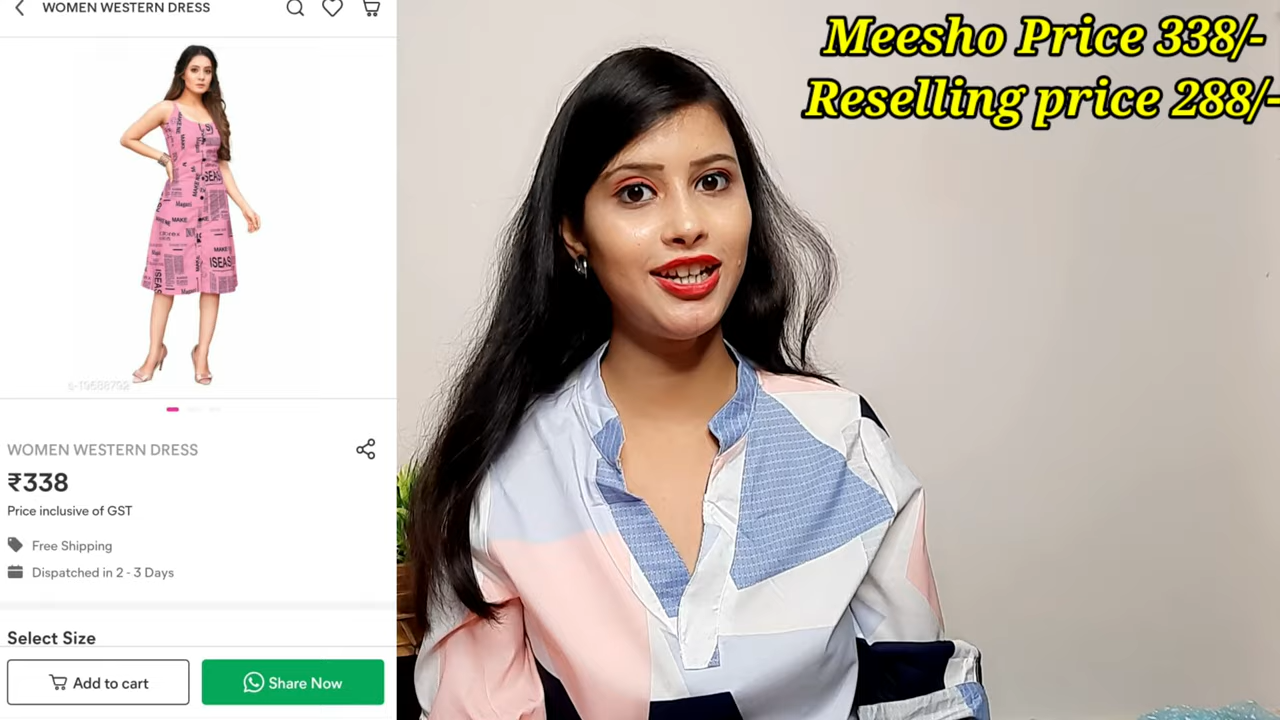 WOMEN WESTERN DRESS
Meesho Price 338/-
Reselling price 288/-
WOMEN WESTERN DRESS
₹338
Price inclusive of GST
Free Shipping
Dispatched in 2 - 3 Days
Select Size
Add to cart
Share Now